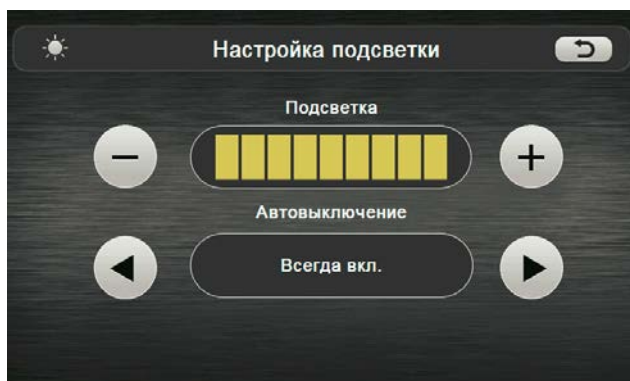 Настройка подсветки
Подсветка
Автовыключение
Всегда вкл.